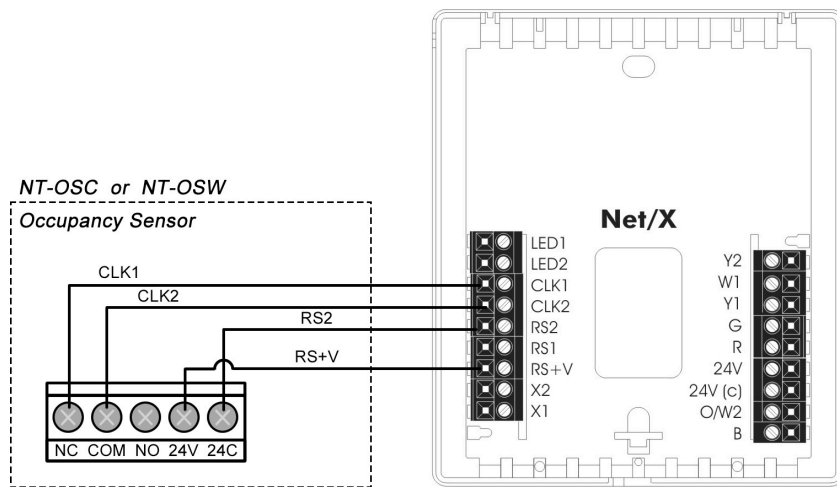 NT-OSC or NT-OSW
Occupancy Sensor
CLK1
CLK2
RS2
RS+V
NC COM NO 24V 24C
Net/X
LED1
LED2
CLK1
CLK2
RS2
RS1
RS+V
X2
X1
Y2
W1
Y1
G
R
24V
24V (c)
O/W2
B